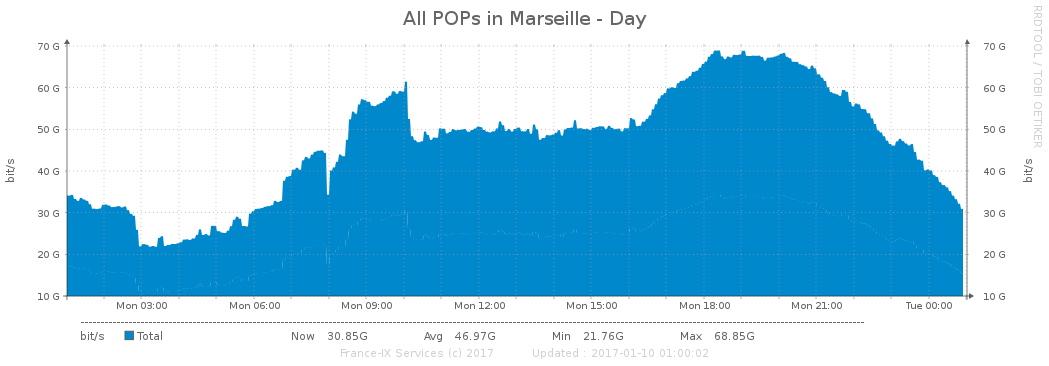 All POPs in Marseille - Day
RRDTOOL / TOBI OETIKER
70 G 70 G
60 G 60 G
50 G 50 G
40 G 40 G
30 G 30 G
20 G 20 G
10 G 10 G
bit/s bit/s
Mon 03:00 Mon 06:00 Mon 09:00 Mon 12:00 Mon 15:00 Mon 18:00 Mon 21:00 Tue 00:00
bit/s Total Now 30.85G Avg 46.97G Min 21.76G Max 68.85G
France-IX Services (c) 2017 Updated : 2017-01-10 01:00:02